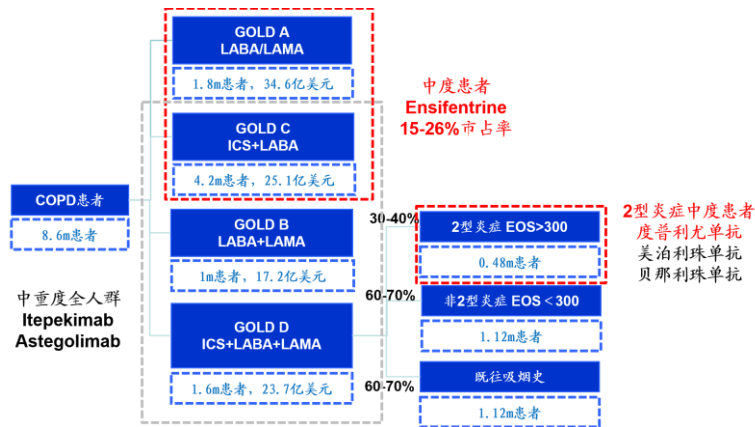 GOLD A
LABA/LAMA
1.8m患者，34.6亿美元
中度患者
Ensifentrine
15-26%市占率
GOLD C
ICS+LABA
4.2m患者，25.1亿美元
COPD患者
8.6m患者
GOLD B
LABA+LAMA
1m患者，17.2亿美元
中重度全人群
Itepekimab
Astegolimab
GOLD D
ICS+LABA+LAMA
1.6m患者，23.7亿美元
30-40%
2型炎症 EOS>300
0.48m患者
2型炎症中度患者
度普利尤单抗
美泊利珠单抗
贝那利珠单抗
60-70%
非2型炎症 EOS＜300
1.12m患者
60-70%
既往吸烟史
1.12m患者